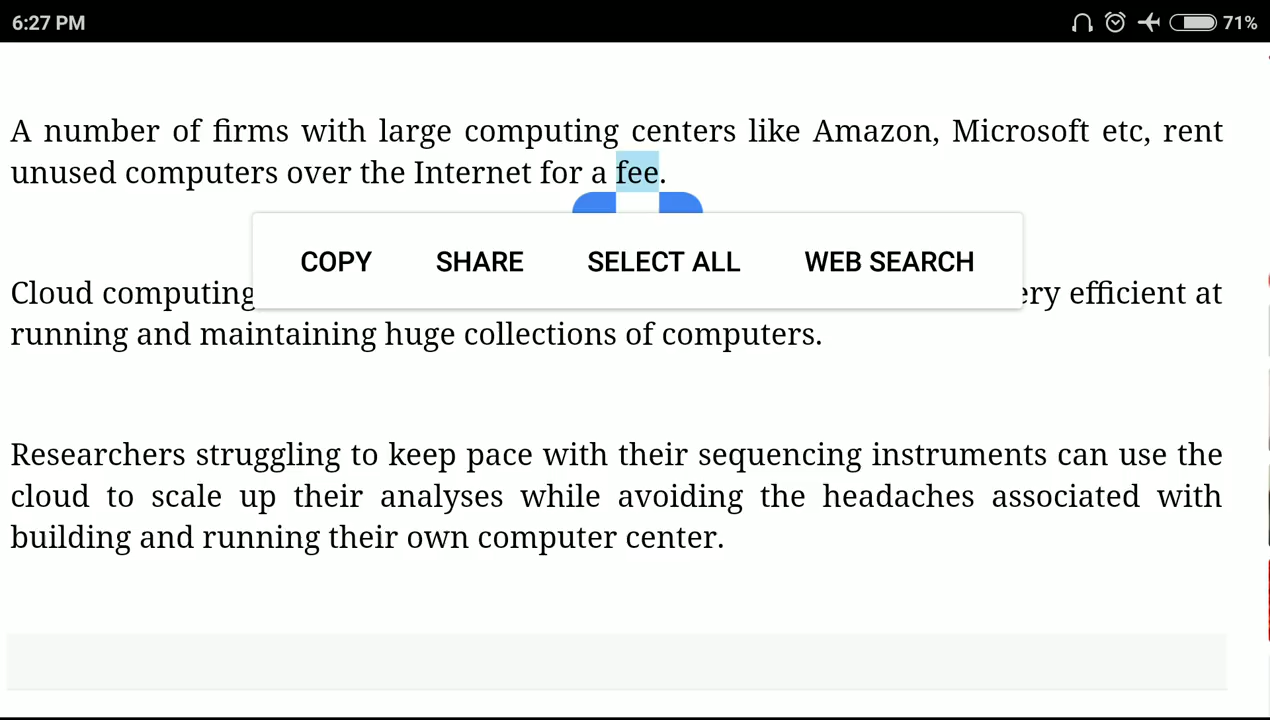 6:27 PM 71%
A number of firms with large computing centers like Amazon, Microsoft etc, rent
unused computers over the Internet for a fee.
COPY SHARE SELECT ALL WEB SEARCH
Cloud computing efficient at
running and maintaining huge collections of computers.
Researchers struggling to keep pace with their sequencing instruments can use the
cloud to scale up their analyses while avoiding the headaches associated with
building and running their own computer center.